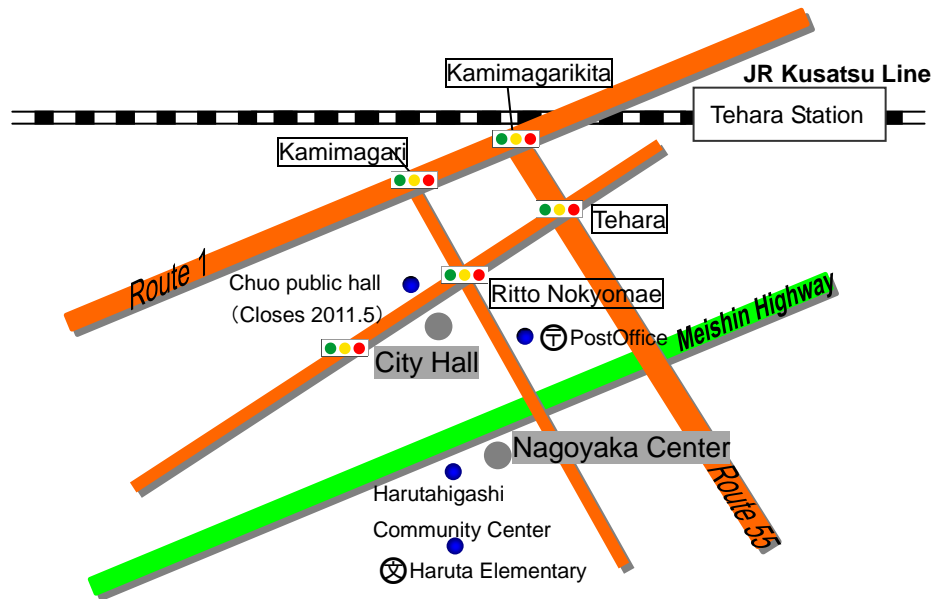 Kamimagarikita
JR Kusatsu Line
Tehara Station
Kamimagari
Tehara
Route 1
Chuo public hall
（Closes 2011.5）
Ritto Nokyomae
Meishin Highway
〒 PostOffice
City Hall
Nagoyaka Center
Harutahigashi
Community Center
Route 55
文 Haruta Elementary